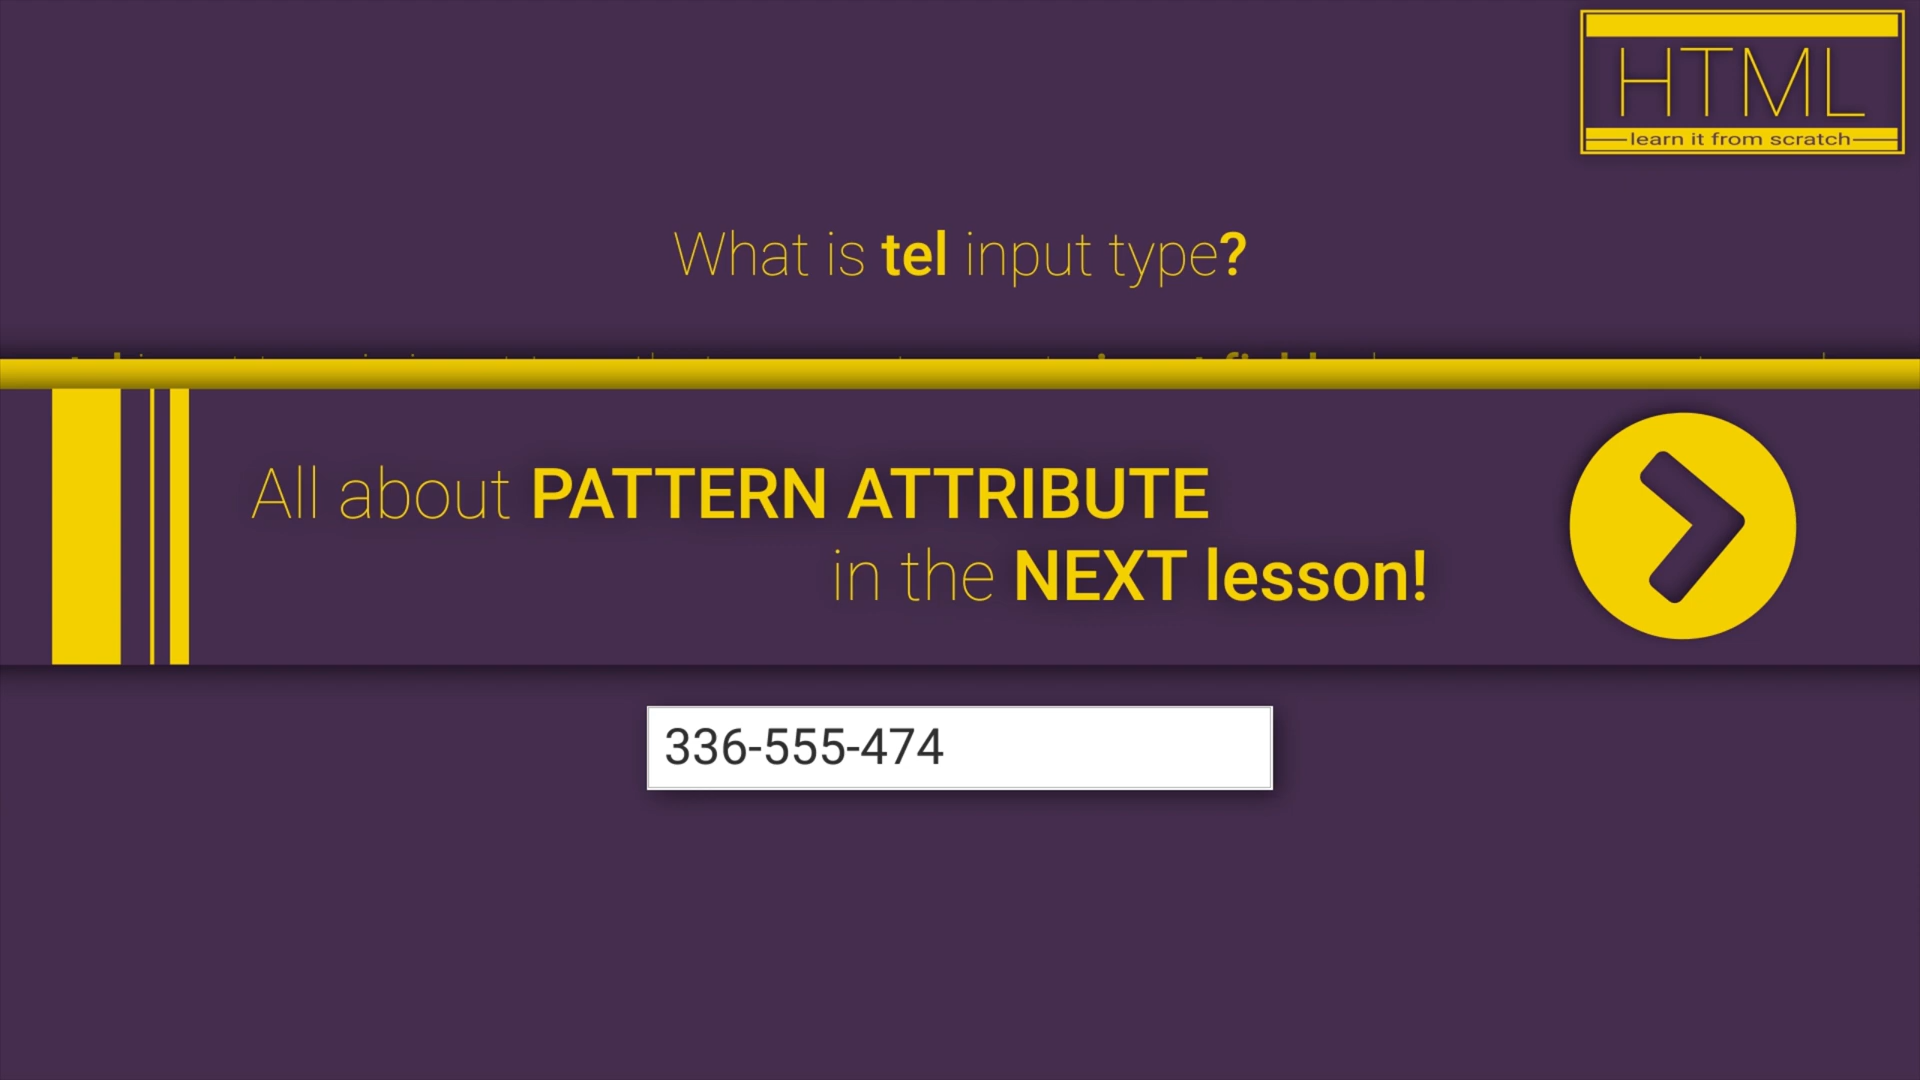 HTML
learn it from scratch
What is tel input type?
All about PATTERN ATTRIBUTE
in the NEXT lesson!
336-555-474